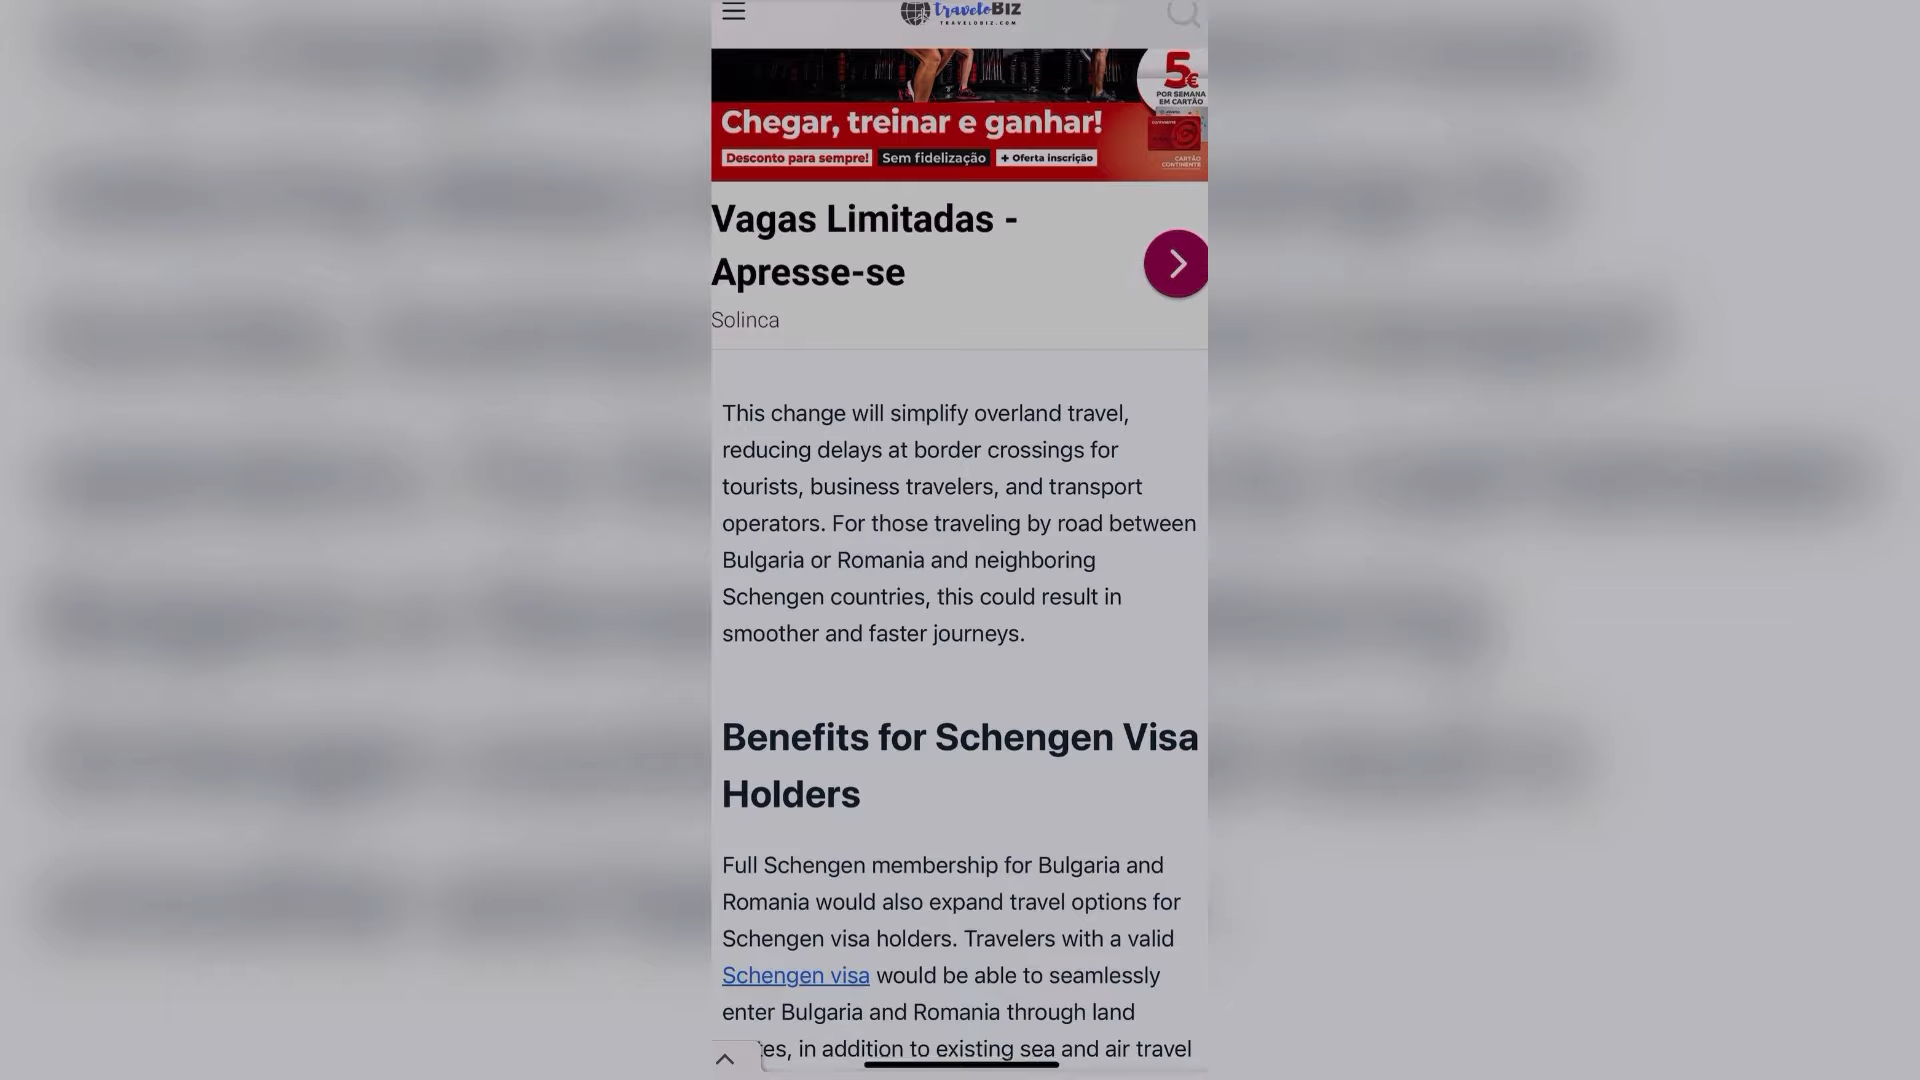 traveloBIZ
TRAVELOBIZ.COM
5€
POR SEMANA
EM CARTÃO
Chegar, treinar e ganhar!
Desconto para sempre! Sem fidelização + Oferta inscrição
CARTÃO
CONTINENTE
Vagas Limitadas -
Apresse-se
Solinca
This change will simplify overland travel,
reducing delays at border crossings for
tourists, business travelers, and transport
operators. For those traveling by road between
Bulgaria or Romania and neighboring
Schengen countries, this could result in
smoother and faster journeys.
Benefits for Schengen Visa
Holders
Full Schengen membership for Bulgaria and
Romania would also expand travel options for
Schengen visa holders. Travelers with a valid
Schengen visa would be able to seamlessly
enter Bulgaria and Romania through land
es, in addition to existing sea and air travel